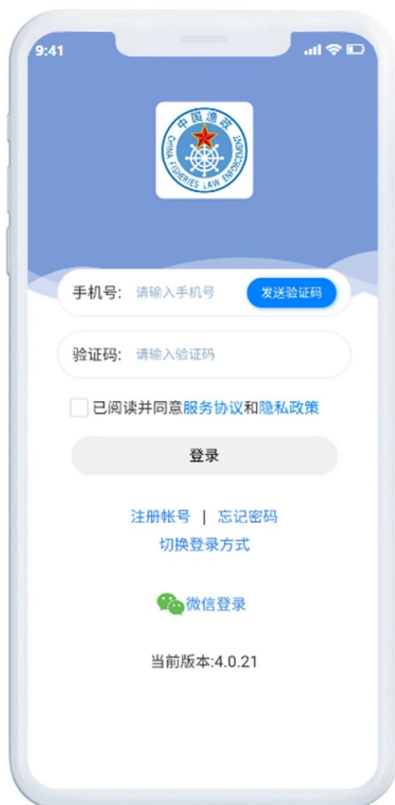 9:41
中国渔政
CHINA FISHERIES LAW ENFORCEMENT
手机号: 请输入手机号 发送验证码
验证码: 请输入验证码
已阅读并同意服务协议和隐私政策
登录
注册帐号 | 忘记密码
切换登录方式
微信登录
当前版本:4.0.21